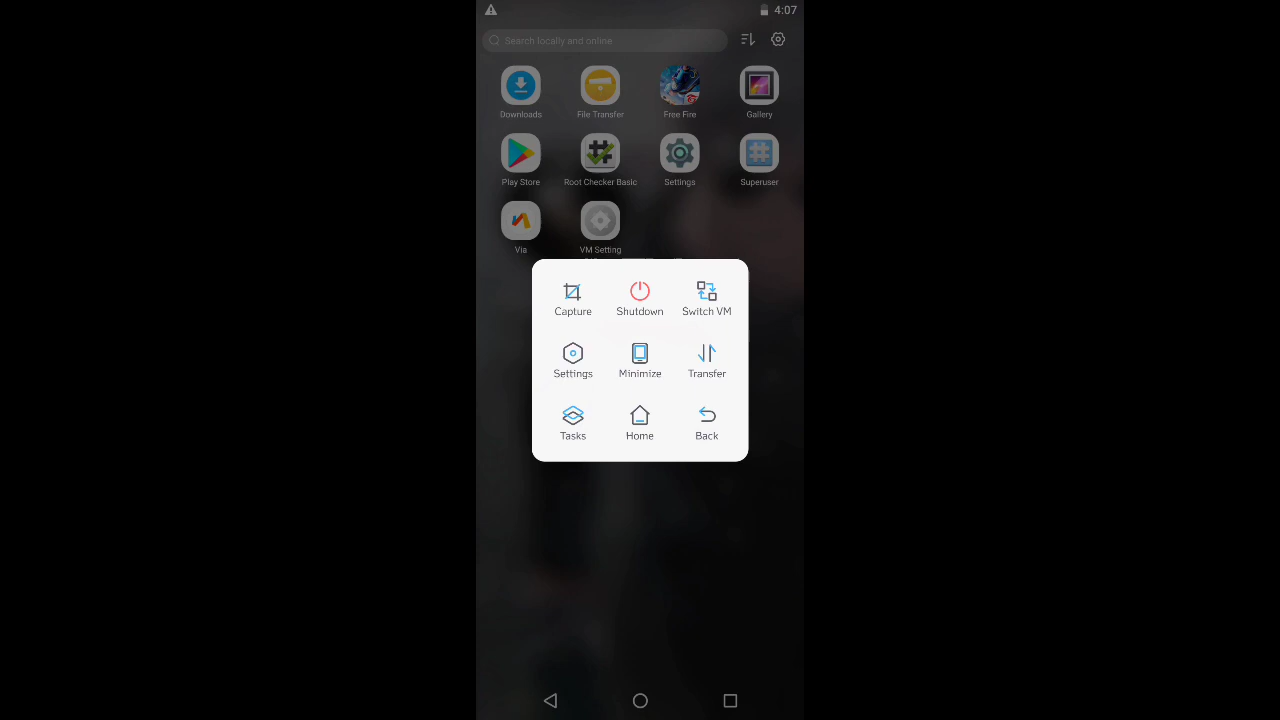 4:07
Search locally and online
Downloads File Transfer Free Fire Gallery
Play Store Root Checker Basic Settings Superuser
Via VM Setting
Capture Shutdown Switch VM
Settings Minimize Transfer
Tasks Home Back